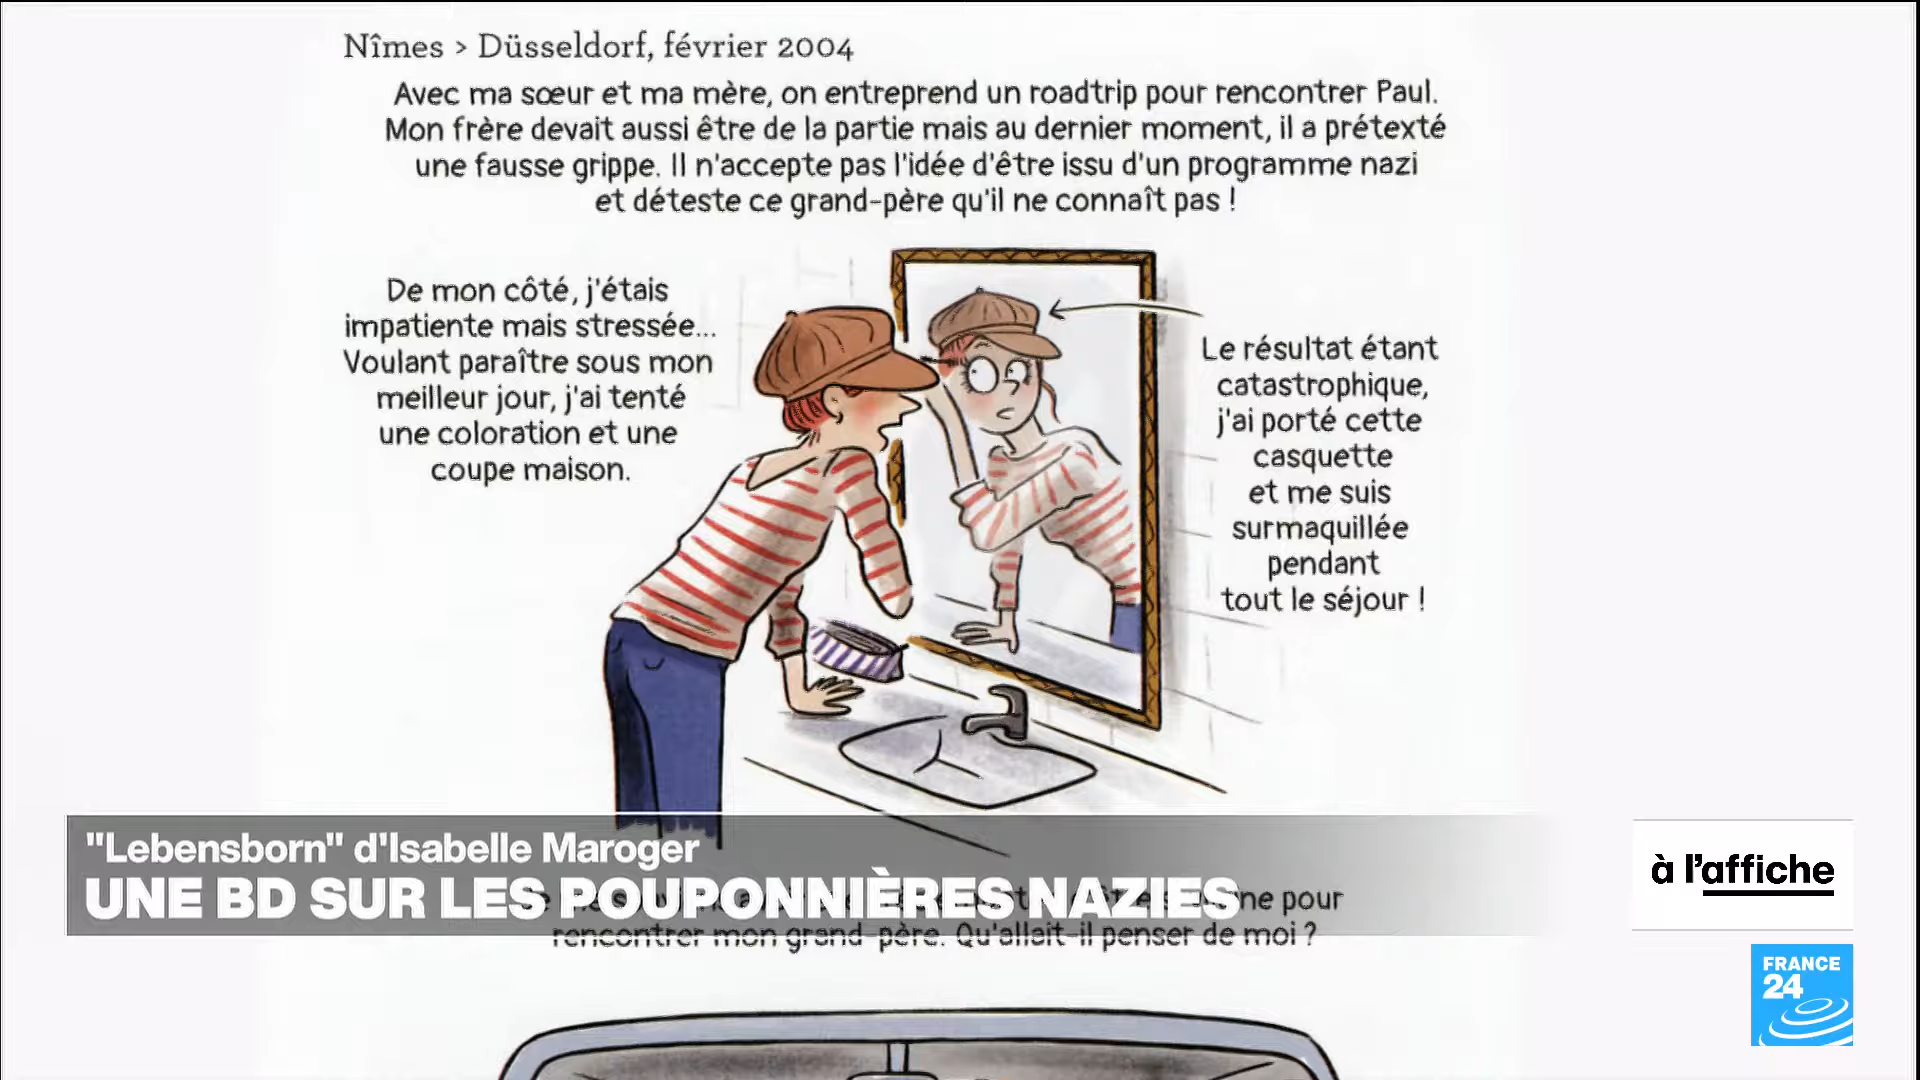 Nîmes > Düsseldorf, février 2004
Avec ma sœur et ma mère, on entreprend un roadtrip pour rencontrer Paul.
Mon frère devait aussi être de la partie mais au dernier moment, il a prétexté
une fausse grippe. Il n'accepte pas l'idée d'être issu d'un programme nazi
et déteste ce grand-père qu'il ne connaît pas !
De mon côté, j'étais
impatiente mais stressée...
Voulant paraître sous mon
meilleur jour, j'ai tenté
une coloration et une
coupe maison.
Le résultat étant
catastrophique,
j'ai porté cette
casquette
et me suis
surmaquillée
pendant
tout le séjour !
"Lebensborn" d'Isabelle Maroger
UNE BD SUR LES POUPONNIÈRES NAZIES
pour
rencontrer mon grand-père. Qu'allait-il penser de moi ?
à l'affiche
FRANCE
24